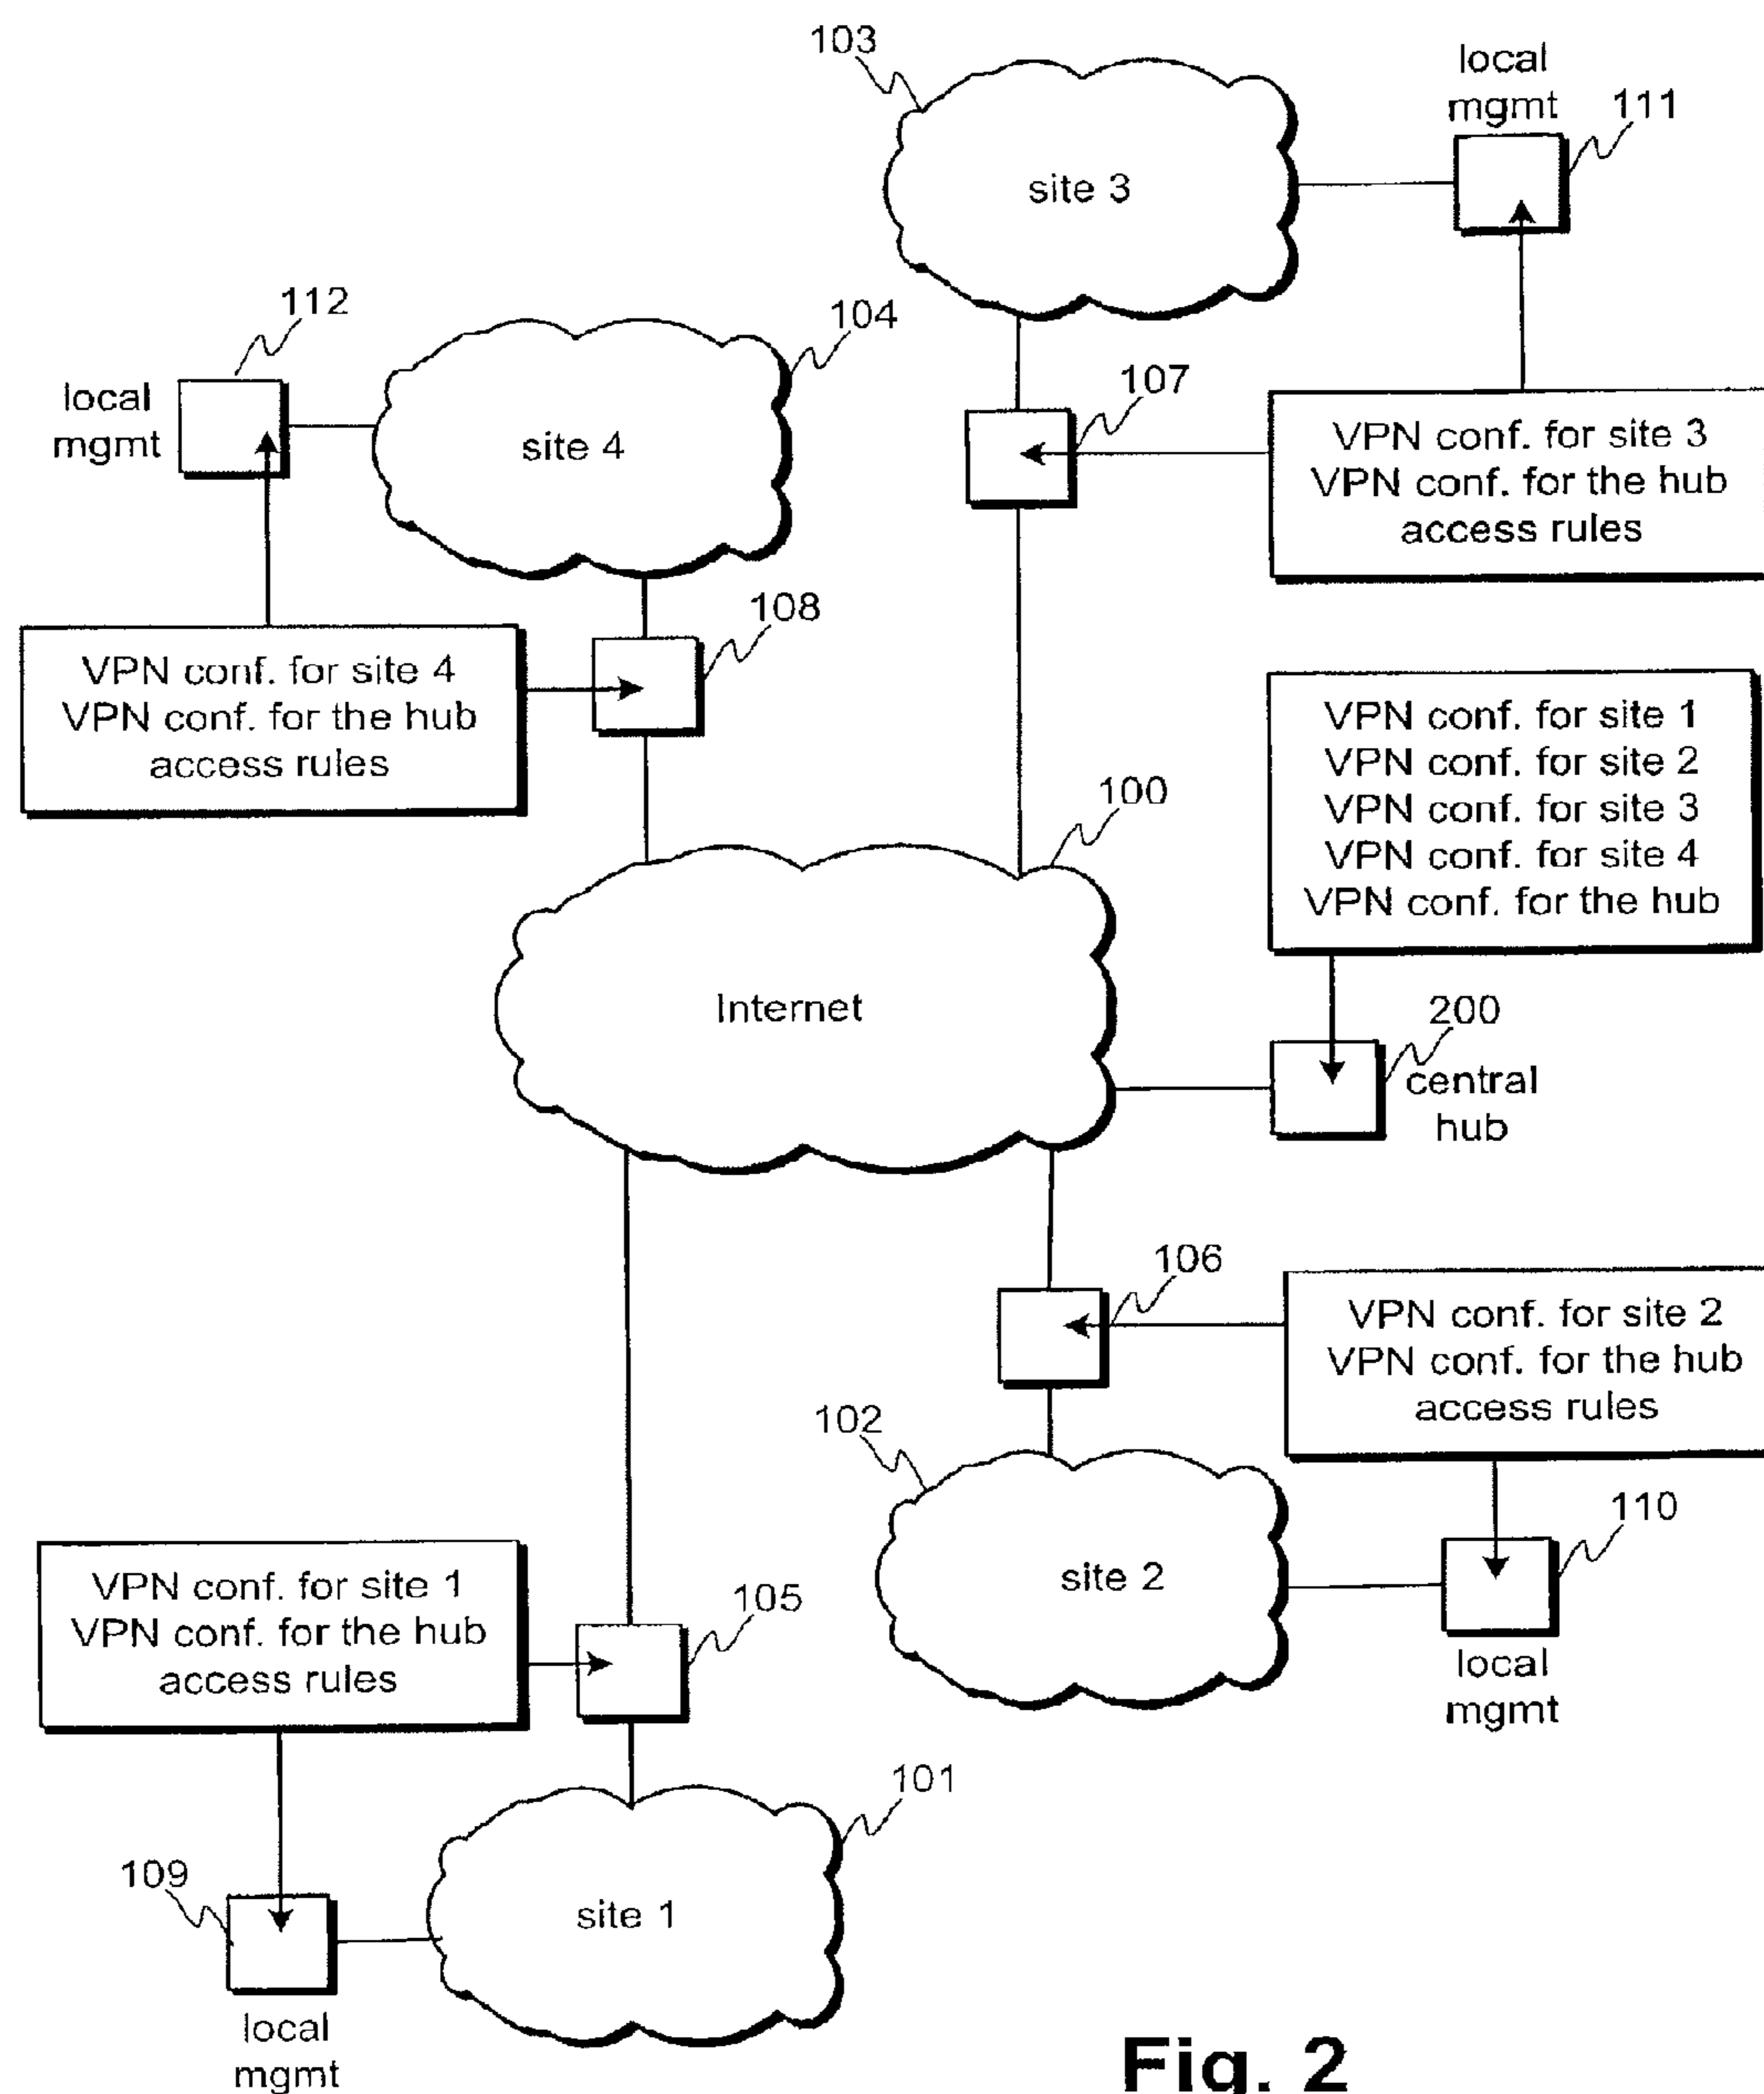 103
local
mgmt
111
site 3
112
104
local
mgmt
site 4
107
VPN conf. for site 3
VPN conf. for the hub
access rules
108
VPN conf. for site 4
VPN conf. for the hub
access rules
VPN conf. for site 1
VPN conf. for site 2
VPN conf. for site 3
VPN conf. for site 4
VPN conf. for the hub
100
Internet
200
central
hub
106
VPN conf. for site 2
VPN conf. for the hub
access rules
102
110
site 2
local
mgmt
VPN conf. for site 1
VPN conf. for the hub
access rules
105
101
109
site 1
local
mgmt
Fig. 2